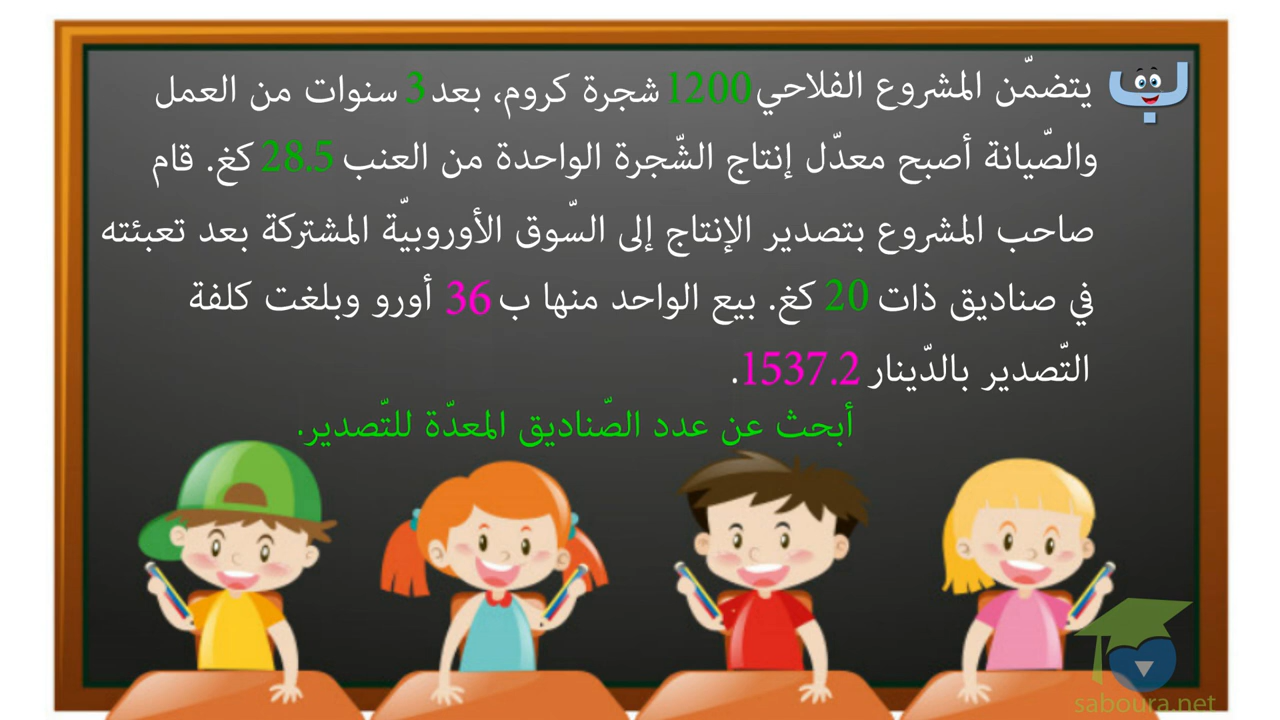 ب يتضمّن المشروع الفلاحي 1200 شجرة كروم، بعد 3 سنوات من العمل
والصّيانة أصبح معدّل إنتاج الشّجرة الواحدة من العنب 28.5 كغ. قام
صاحب المشروع بتصدير الإنتاج إلى السّوق الأوروبيّة المشتركة بعد تعبئته
في صناديق ذات 20 كغ. بيع الواحد منها ب 36 أورو وبلغت كلفة
التّصدير بالدّينار 1537.2.
أبحث عن عدد الصّناديق المعدّة للتّصدير.
saboura.net